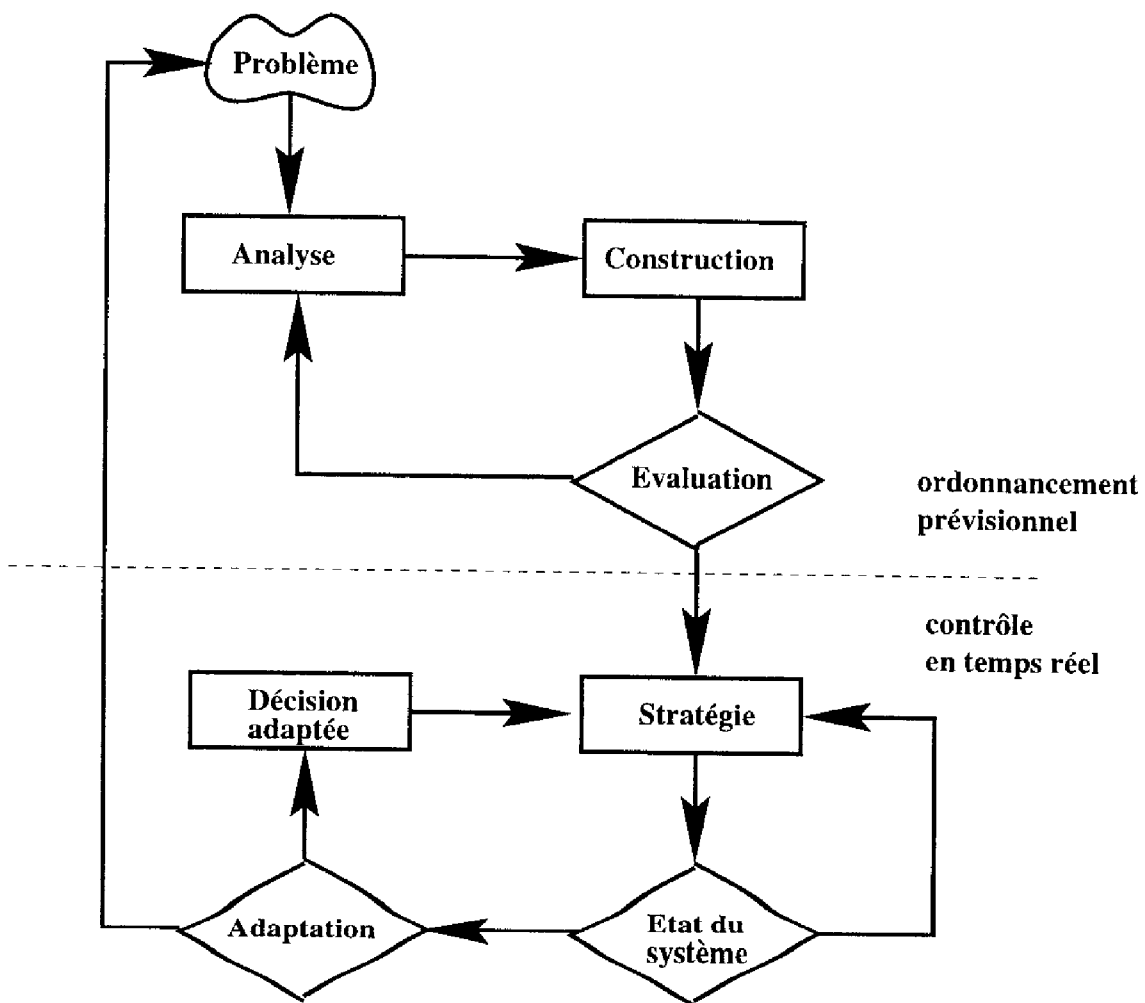 Problème
Analyse
Construction
Evaluation
ordonnancement
prévisionnel
contrôle
en temps réel
Décision
adaptée
Stratégie
Adaptation
Etat du
système